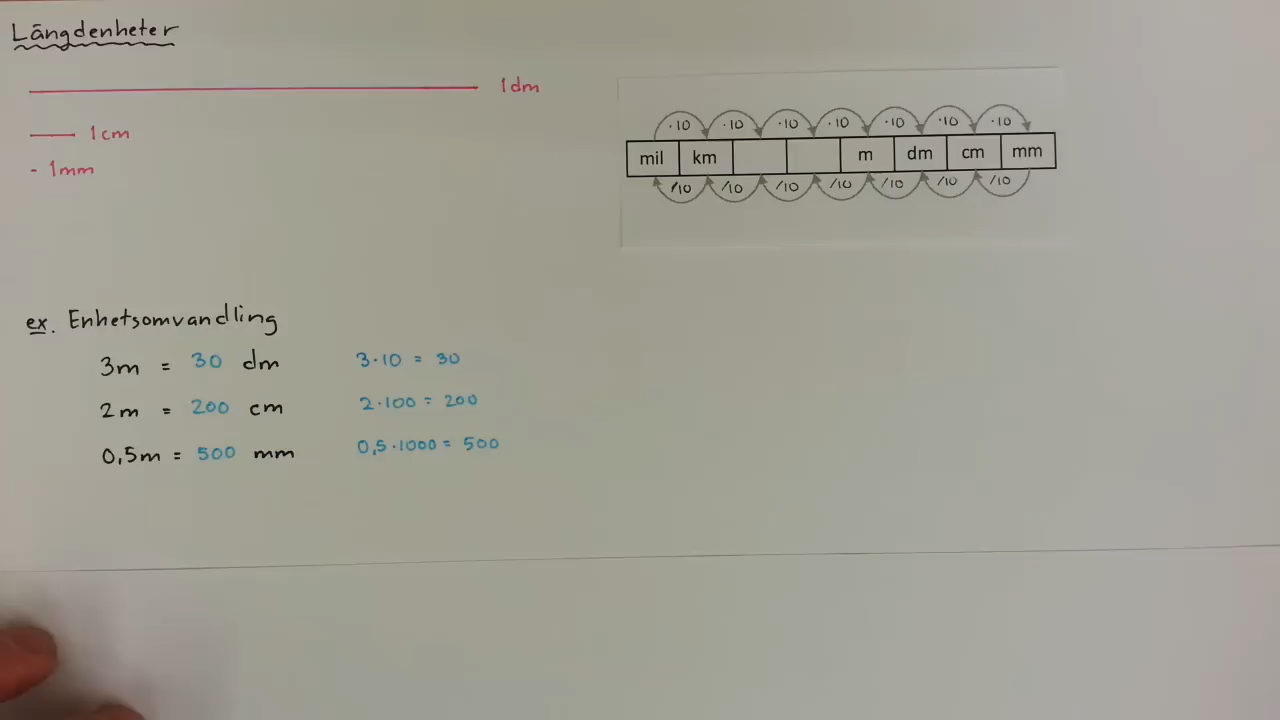 Längdenheter
1dm
1cm
1mm
·10 ·10 ·10 ·10 ·10 ·10 ·10
mil km m dm cm mm
/10 /10 /10 /10 /10 /10 /10
ex. Enhetsomvandling
3m = 30 dm 3·10 = 30
2m = 200 cm 2·100 = 200
0,5m = 500 mm 0,5·1000 = 500